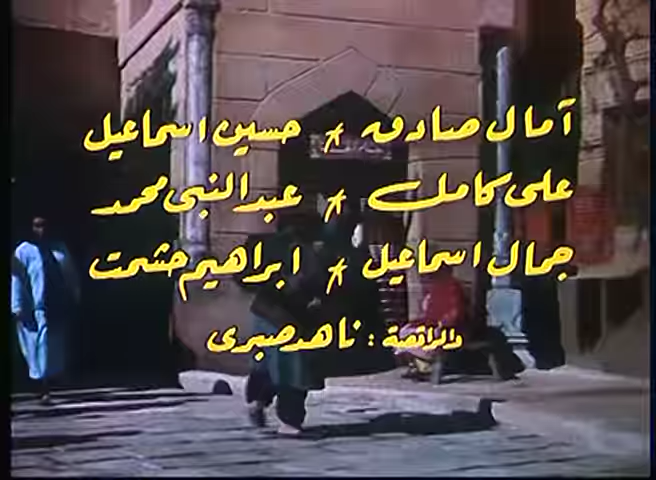 آمال صادق * حسين اسماعيل
على كامل * عبد النبى محمد
جمال اسماعيل * ابراهيم حشمت
والراقصة : ناهد صبرى